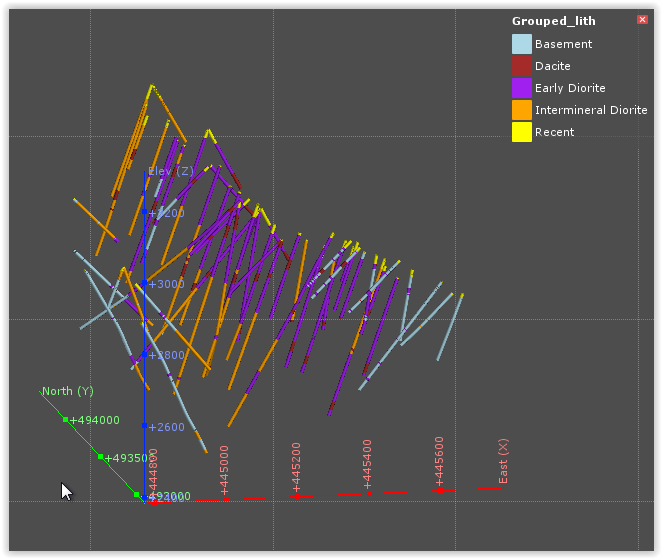 Grouped_lith
Basement
Dacite
Early Diorite
Intermineral Diorite
Recent
Elev (Z)
+3200
+3000
+2800
+2600
North (Y)
+494000
+493500
+493000
+444800
+445000
+445200
+445400
+445600
East (X)